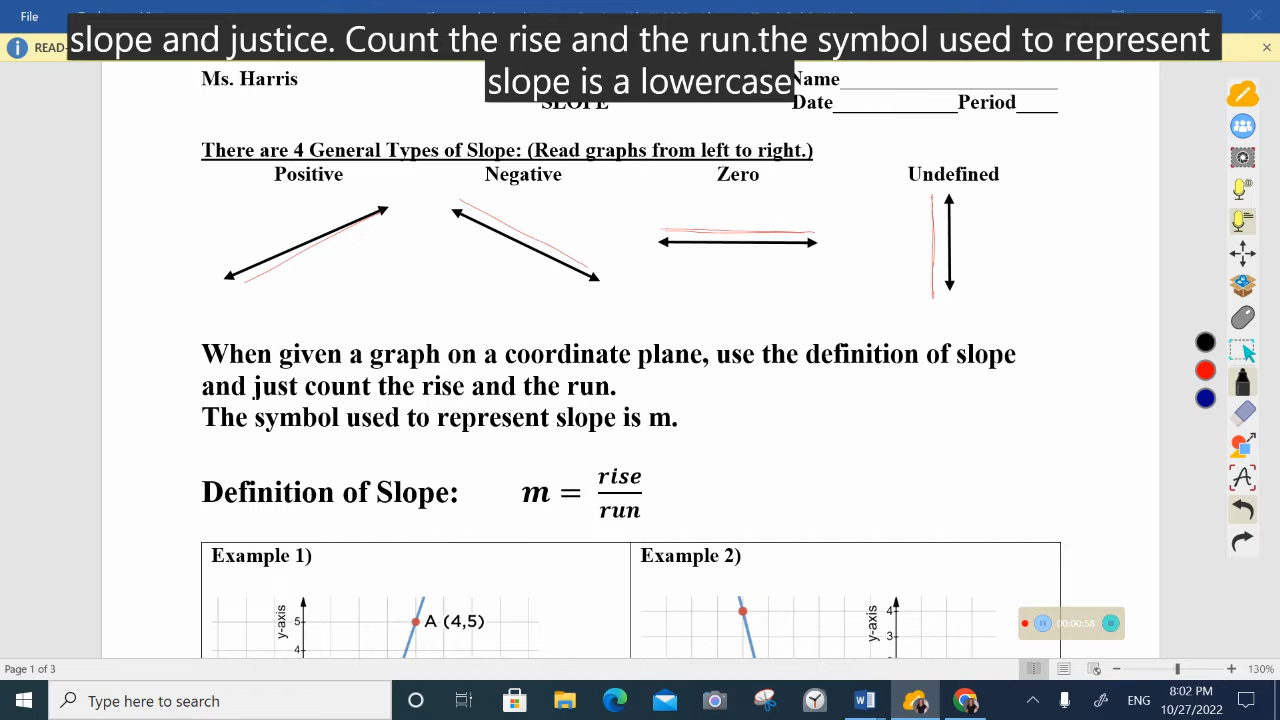 File
slope and justice. Count the rise and the run.the symbol used to represent
slope is a lowercase
READ-
Ms. Harris
Name
SLOPE
Date Period
There are 4 General Types of Slope: (Read graphs from left to right.)
Positive Negative Zero Undefined
When given a graph on a coordinate plane, use the definition of slope
and just count the rise and the run.
The symbol used to represent slope is m.
Definition of Slope: m = rise
run
Example 1) Example 2)
y-axis 5 A (4,5) y-axis 4
4 3
00:00:58
Page 1 of 3 130%
Type here to search ENG 8:02 PM
10/27/2022